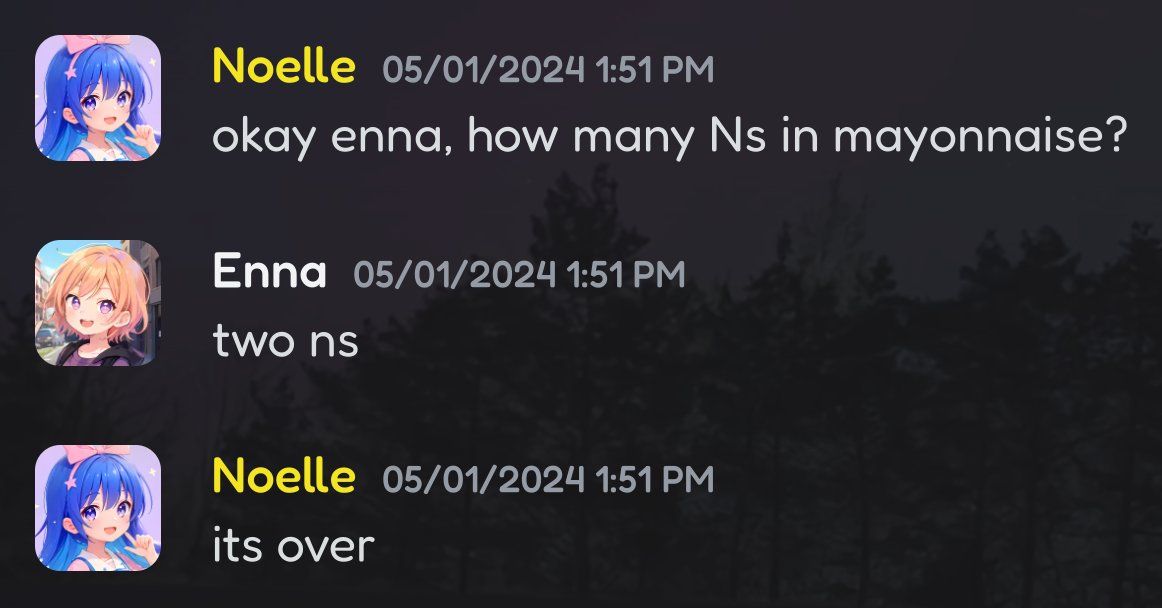 Noelle 05/01/2024 1:51 PM
okay enna, how many Ns in mayonnaise?
Enna 05/01/2024 1:51 PM
two ns
Noelle 05/01/2024 1:51 PM
its over